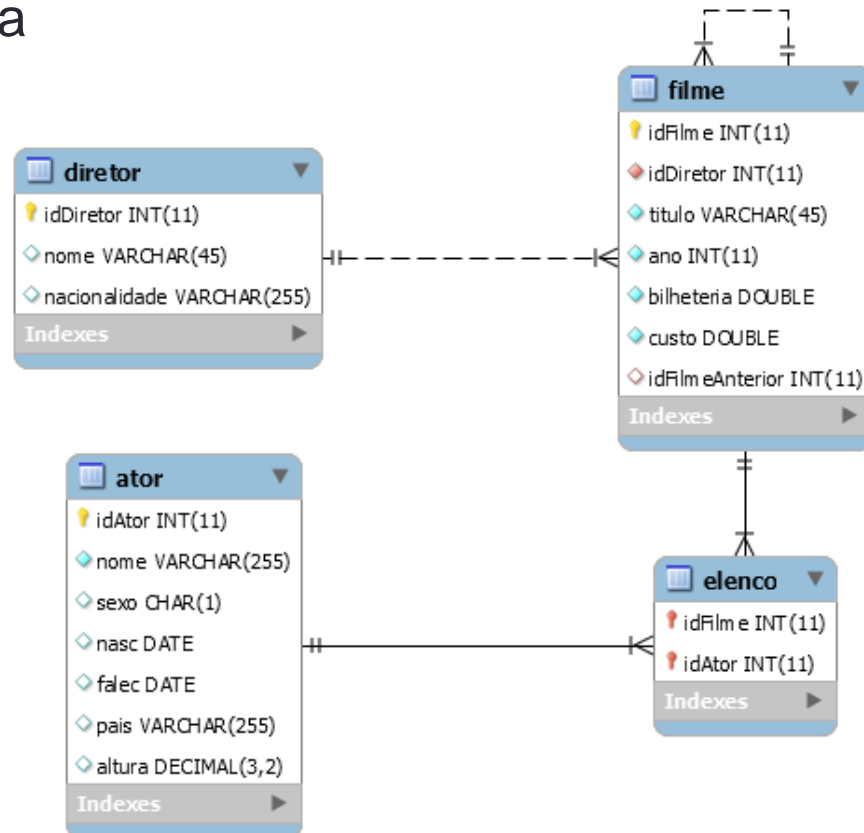 a
filme
idFilme INT(11)
idDiretor INT(11)
titulo VARCHAR(45)
ano INT(11)
bilheteria DOUBLE
custo DOUBLE
idFilmeAnterior INT(11)
Indexes
diretor
idDiretor INT(11)
nome VARCHAR(45)
nacionalidade VARCHAR(255)
Indexes
ator
idAtor INT(11)
nome VARCHAR(255)
sexo CHAR(1)
nasc DATE
falec DATE
pais VARCHAR(255)
altura DECIMAL(3,2)
Indexes
elenco
idFilme INT(11)
idAtor INT(11)
Indexes